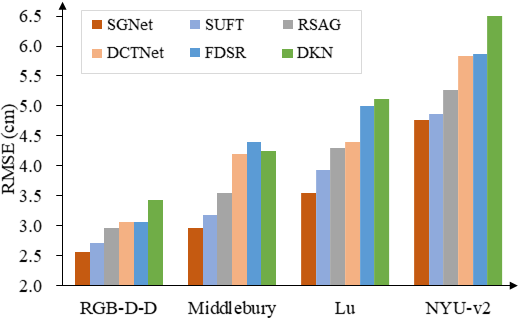 SGNet SUFT RSAG
DCTNet FDSR DKN
RMSE (cm)
6.5
6.0
5.5
5.0
4.5
4.0
3.5
3.0
2.5
2.0
RGB-D-D Middlebury Lu NYU-v2